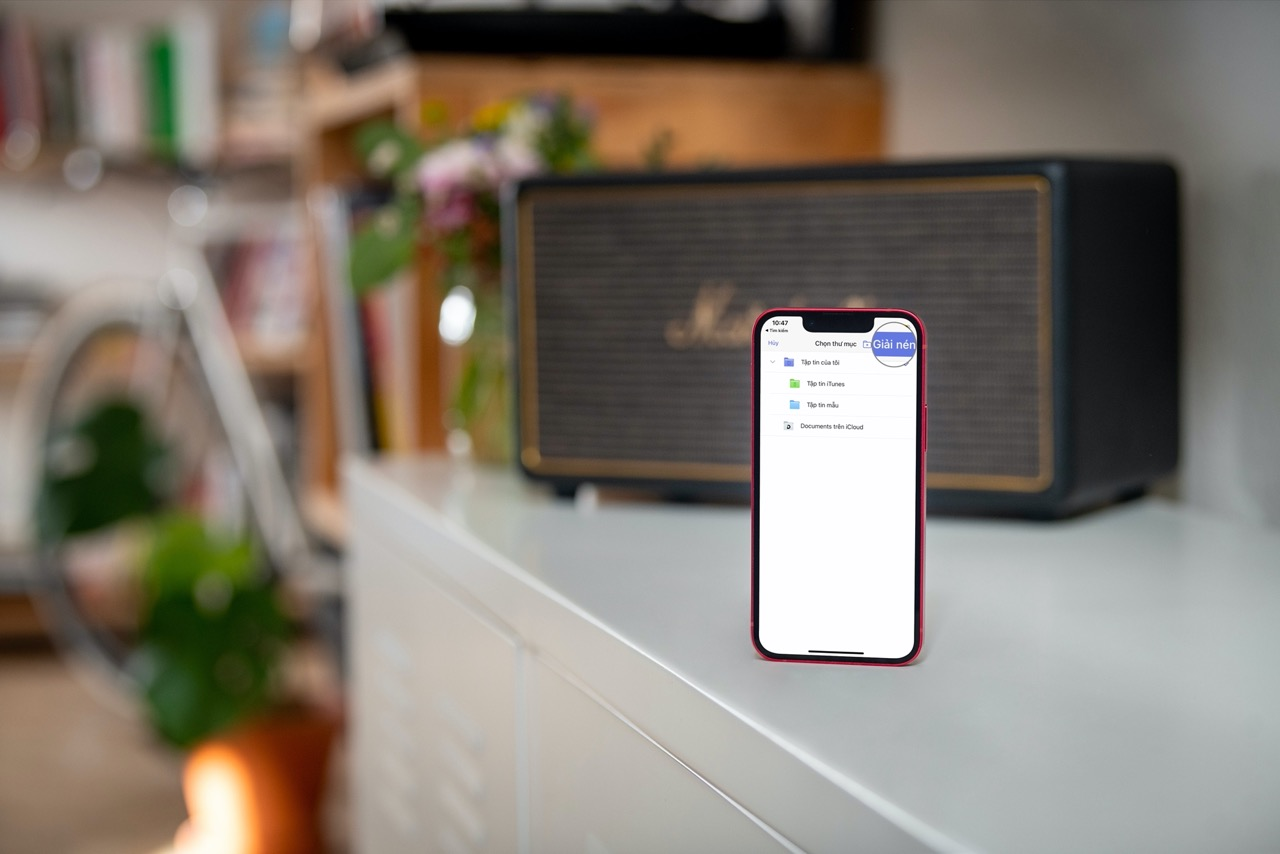 10:47
◀ Tìm kiếm
Hủy Chọn thư mục Giải nén
Tập tin của tôi
Tập tin iTunes
Tập tin mẫu
Documents trên iCloud